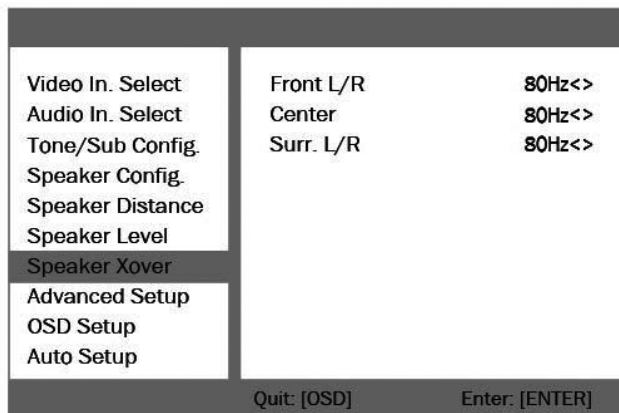 Video In. Select
Audio In. Select
Tone/Sub Config.
Speaker Config.
Speaker Distance
Speaker Level
Speaker Xover
Advanced Setup
OSD Setup
Auto Setup
Front L/R 80Hz<>
Center 80Hz<>
Surr. L/R 80Hz<>
Quit: [OSD] Enter: [ENTER]